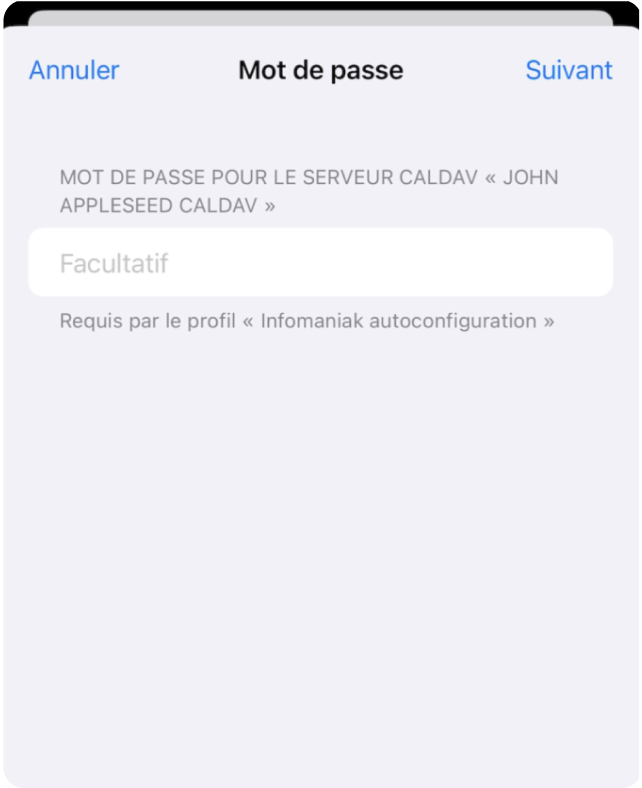 Annuler Mot de passe Suivant
MOT DE PASSE POUR LE SERVEUR CALDAV « JOHN
APPLESEED CALDAV »
Facultatif
Requis par le profil « Infomaniak autoconfiguration »